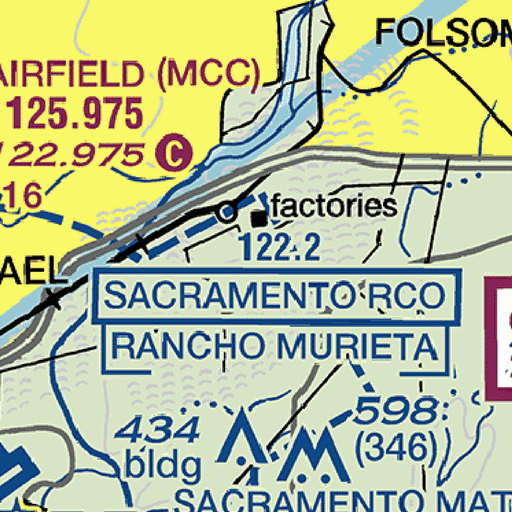 FOLSOM
AIRFIELD (MCC)
125.975
122.975 C
16
factories
122.2
AEL
SACRAMENTO RCO
RANCHO MURIETA
598
434
(346)
bldg
SACRAMENTO MAT